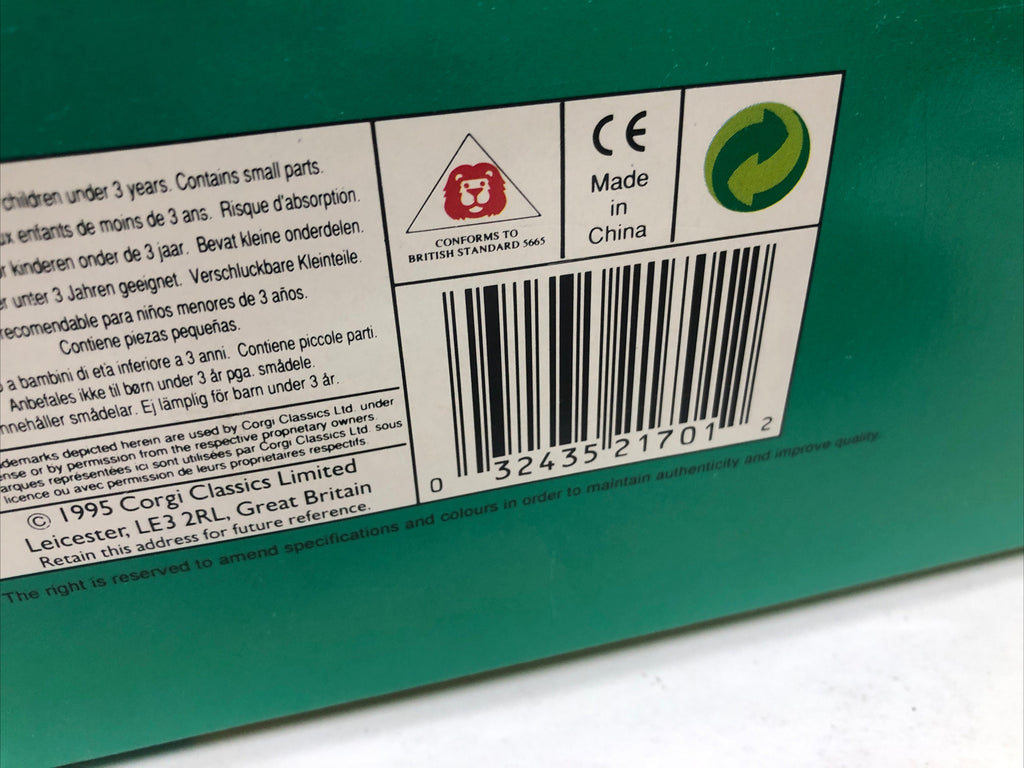 children under 3 years. Contains small parts.
enfants de moins de 3 ans. Risque d'absorption.
kinderen onder de 3 jaar. Bevat kleine onderdelen.
unter 3 Jahren geeignet. Verschluckbare Kleinteile.
recomendable para niños menores de 3 años.
Contiene piezas pequeñas.
a bambini di eta inferiore a 3 anni. Contiene piccole parti.
Anbefales ikke til børn under 3 år pga. smådele.
nnehåller smådelar. Ej lämplig för barn under 3 år.
demarks depicted herein are used by Corgi Classics Ltd. under
ense or by permission from the respective proprietary owners.
arques représentées ici sont utilisées par Corgi Classics Ltd. sous
licence ou avec permission de leurs proprietaires respectifs.
© 1995 Corgi Classics Limited
Leicester, LE3 2RL, Great Britain
Retain this address for future reference.
CONFORMS TO
BRITISH STANDARD 5665
CE
Made
in
China
0 32435 21701 2
The right is reserved to amend specifications and colours in order to maintain authenticity and improve quality.